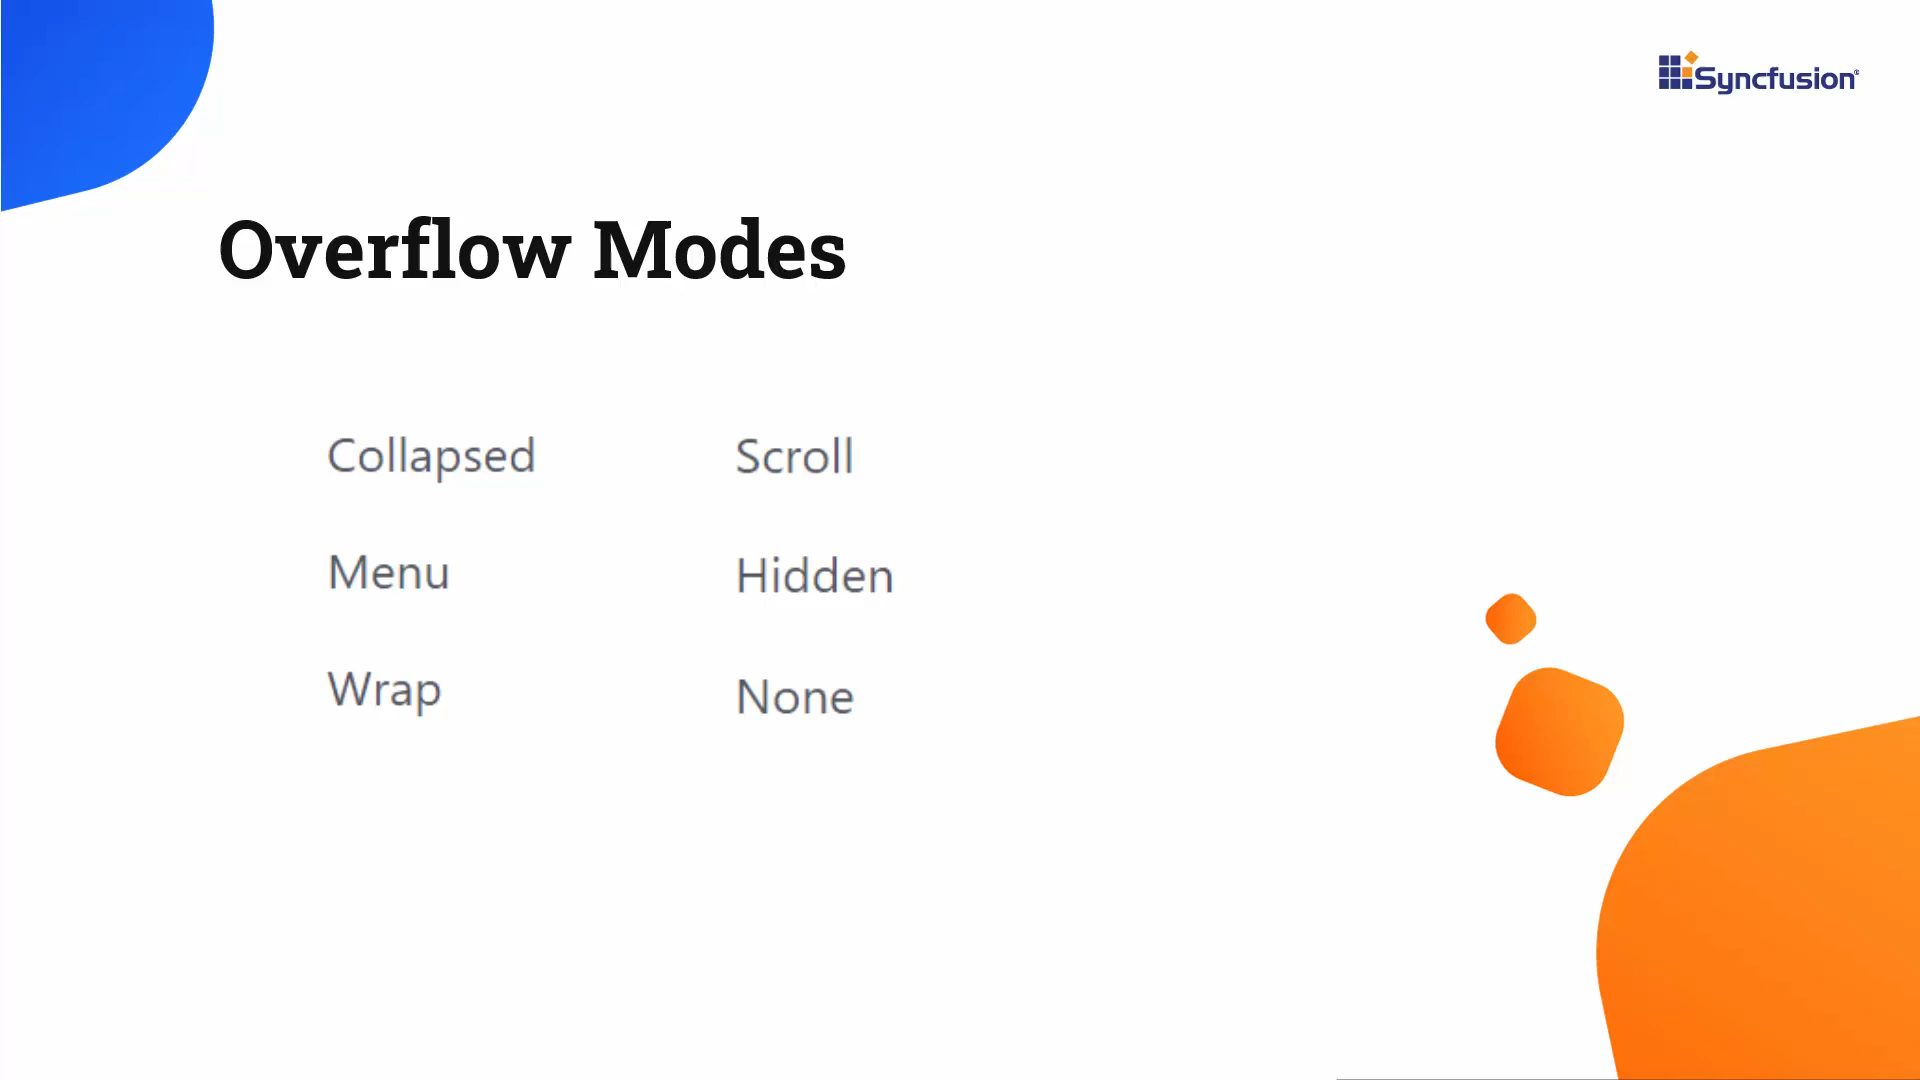 Syncfusion®
Overflow Modes
Collapsed
Scroll
Menu
Hidden
Wrap
None